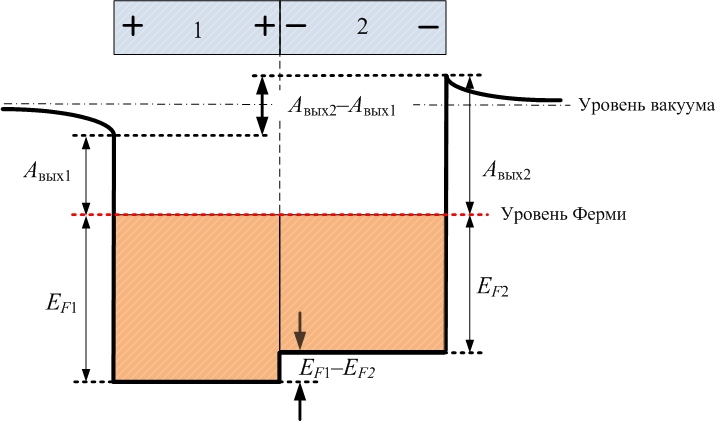 + 1 + − 2 −
Aвых2–Aвых1
Уровень вакуума
Aвых1
Aвых2
Уровень Ферми
EF1
EF2
EF1–EF2